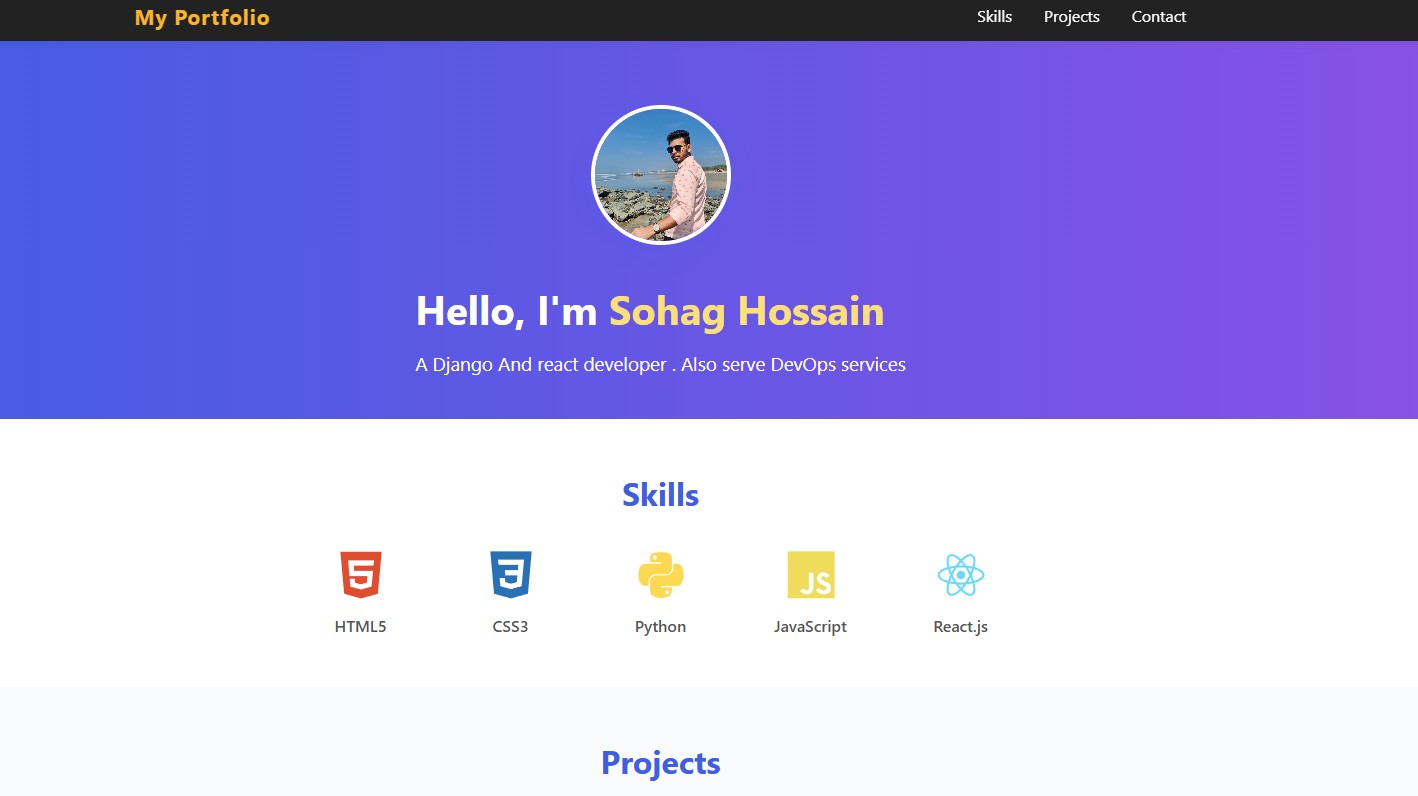 My Portfolio Skills Projects Contact
Hello, I'm Sohag Hossain
A Django And react developer . Also serve DevOps services
Skills
5 3 JS
HTML5 CSS3 Python JavaScript React.js
Projects